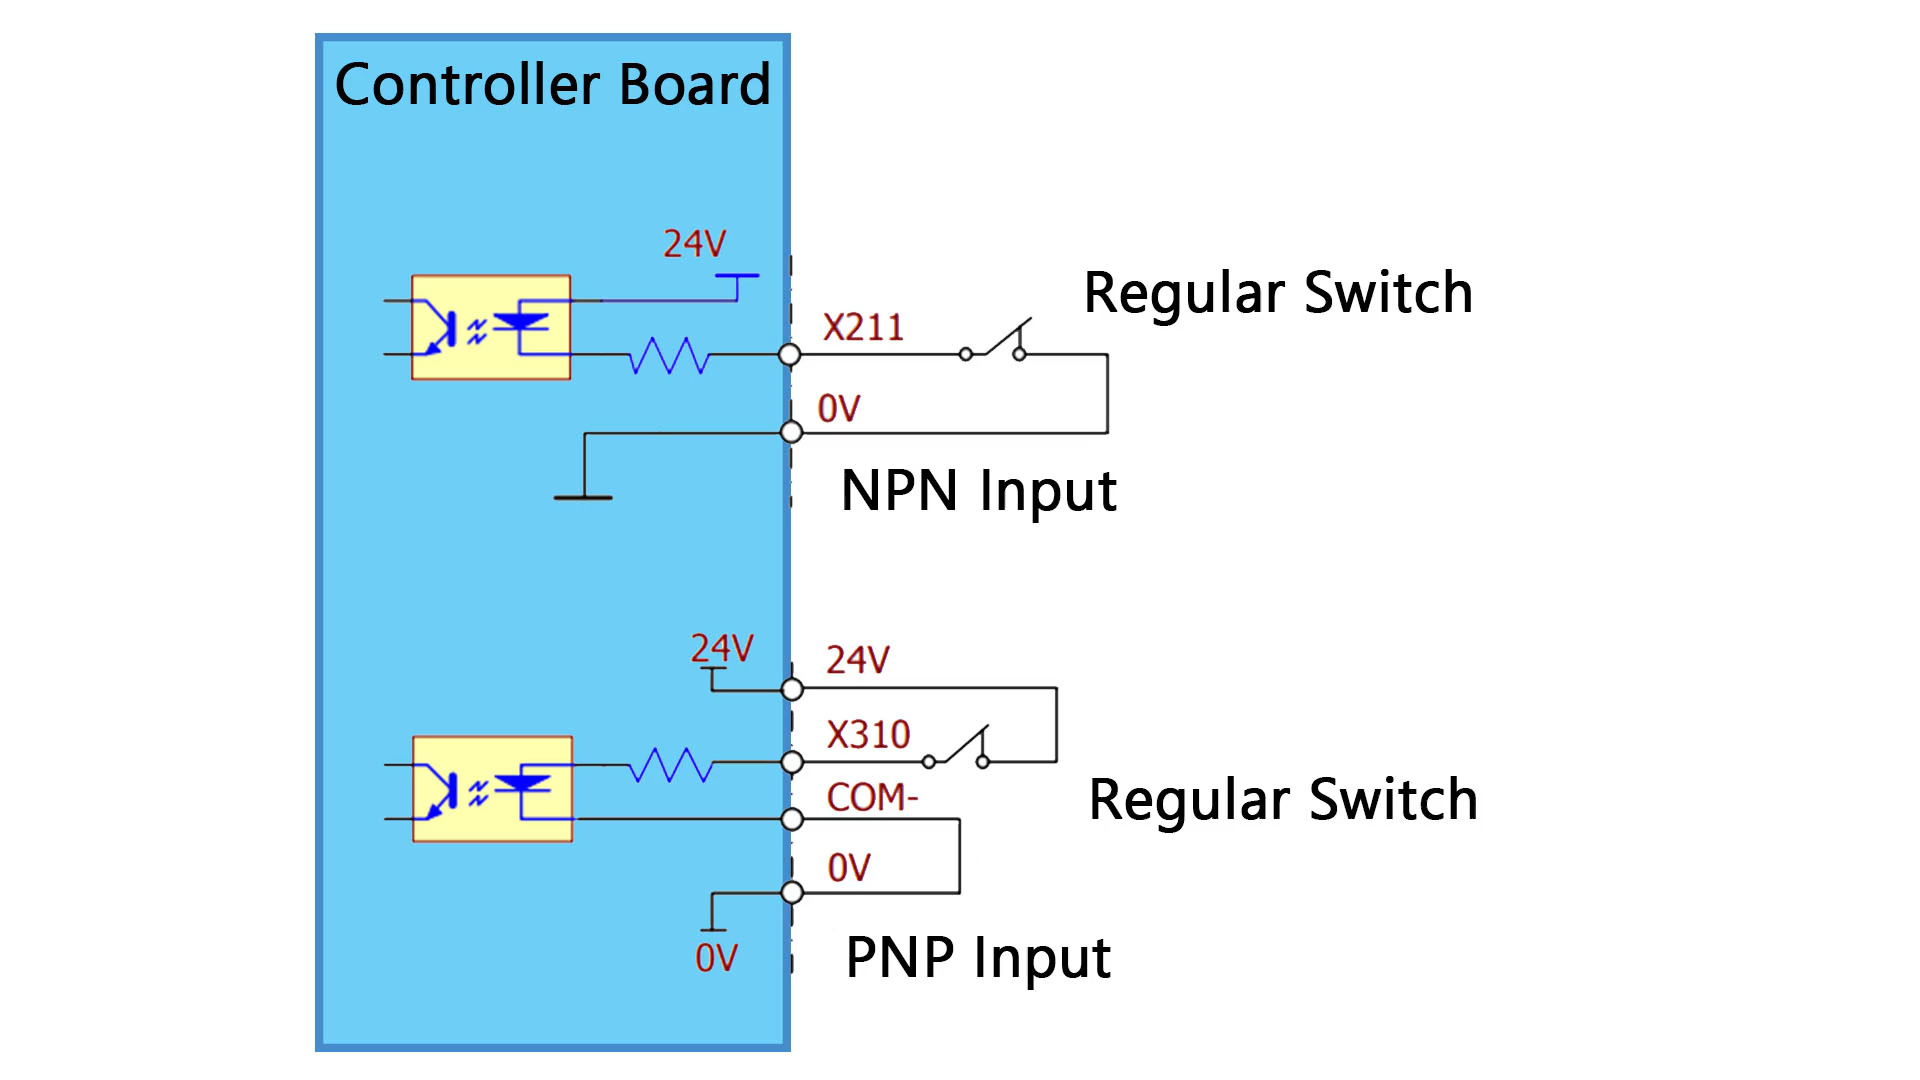 Controller Board
24V
X211
Regular Switch
0V
NPN Input
24V
24V
X310
COM-
Regular Switch
0V
0V
PNP Input